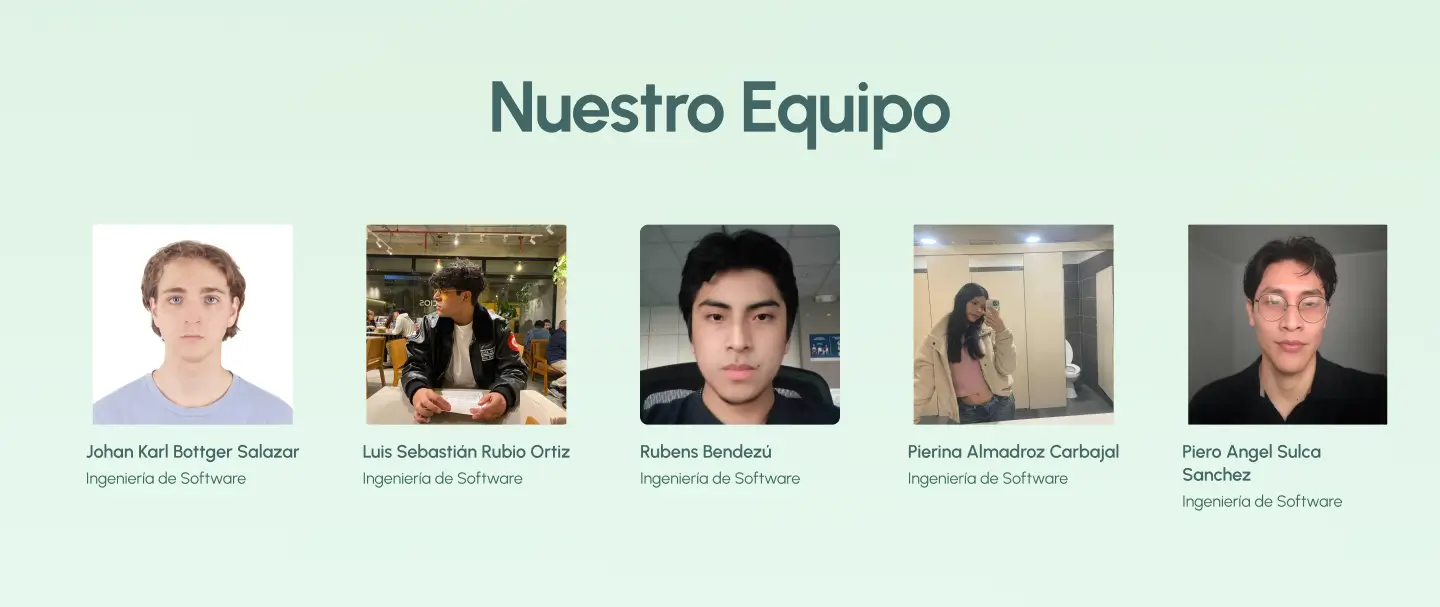 Nuestro Equipo
Johan Karl Bottger Salazar
Ingeniería de Software
Luis Sebastián Rubio Ortiz
Ingeniería de Software
Rubens Bendezú
Ingeniería de Software
Pierina Almadroz Carbajal
Ingeniería de Software
Piero Angel Sulca
Sanchez
Ingeniería de Software